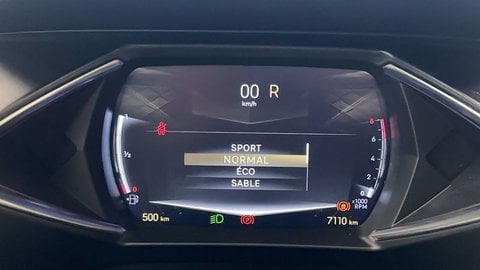 00 R
km/h
SPORT
8
NORMAL
6
½
4
ÉCO
2
SABLE
0
0
x1000
RPM
500 km
P
7110 km